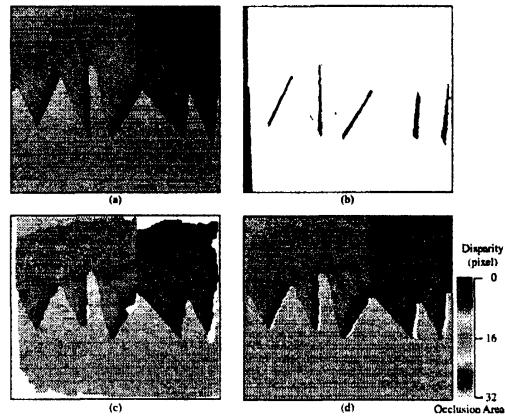 (a)
(b)
Disparity
(pixel)
0
16
32
(c)
(d)
Occlusion Area